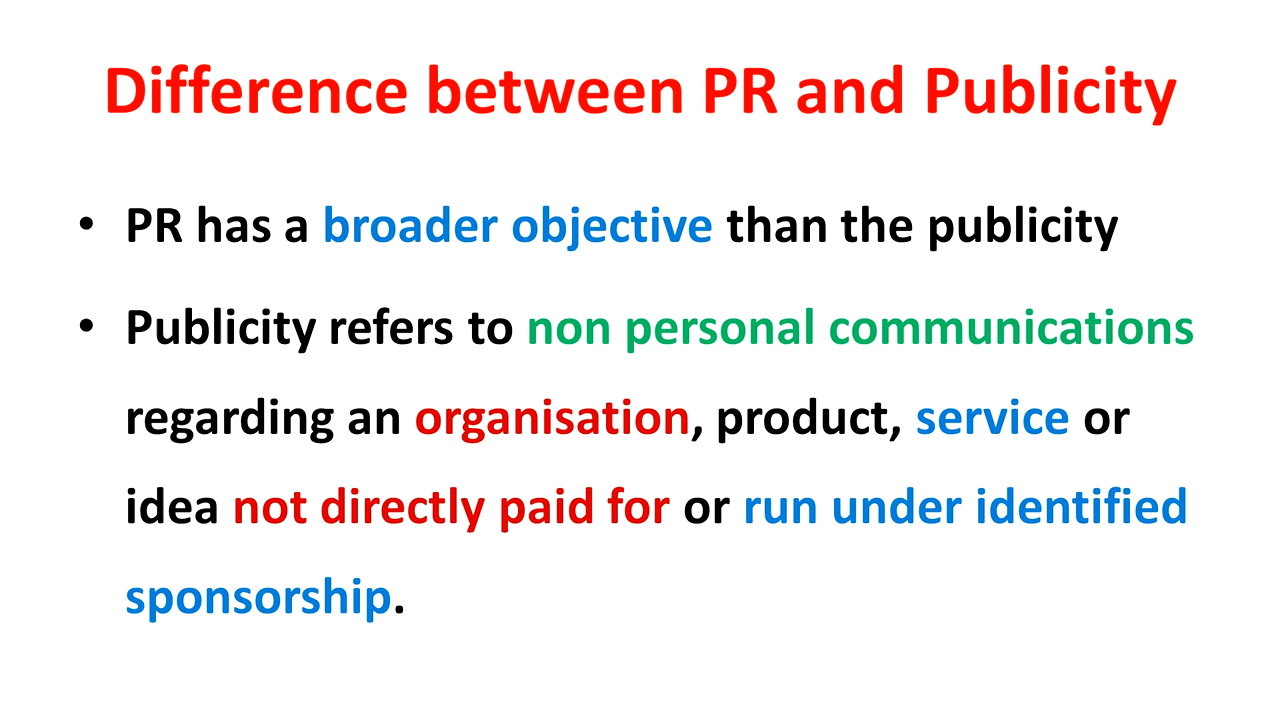 Difference between PR and Publicity
• PR has a broader objective than the publicity
• Publicity refers to non personal communications
regarding an organisation, product, service or
idea not directly paid for or run under identified
sponsorship.